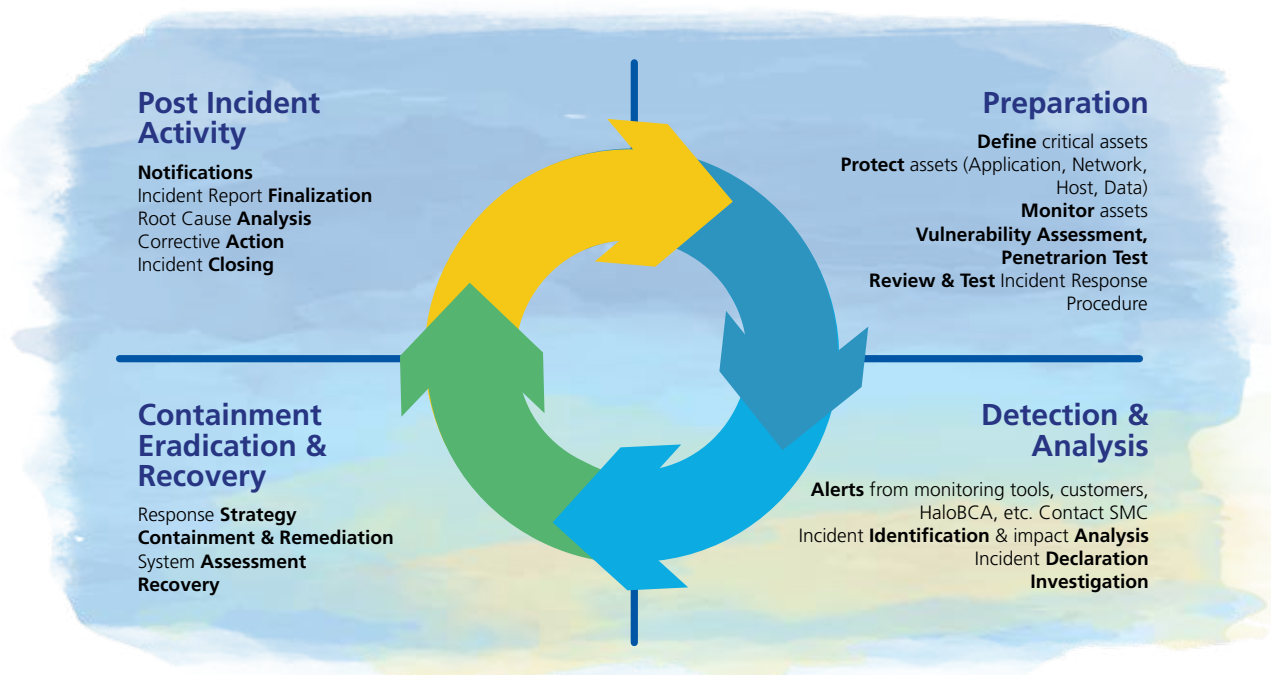 Post Incident
Activity
Notifications
Incident Report Finalization
Root Cause Analysis
Corrective Action
Incident Closing
Preparation
Define critical assets
Protect assets (Application, Network,
Host, Data)
Monitor assets
Vulnerability Assessment,
Penetrarion Test
Review & Test Incident Response
Procedure
Containment
Eradication &
Recovery
Response Strategy
Containment & Remediation
System Assessment
Recovery
Detection &
Analysis
Alerts from monitoring tools, customers,
HaloBCA, etc. Contact SMC
Incident Identification & impact Analysis
Incident Declaration
Investigation